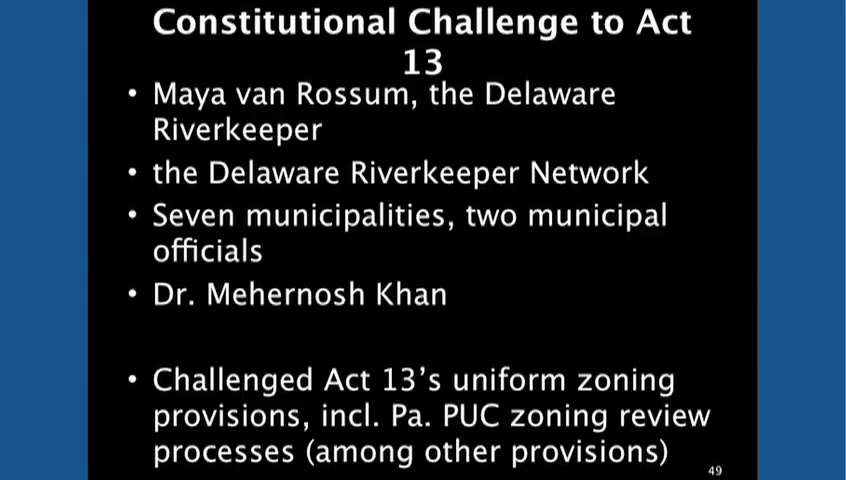 Constitutional Challenge to Act
13
• Maya van Rossum, the Delaware
Riverkeeper
• the Delaware Riverkeeper Network
• Seven municipalities, two municipal
officials
• Dr. Mehernosh Khan
• Challenged Act 13’s uniform zoning
provisions, incl. Pa. PUC zoning review
processes (among other provisions)
49